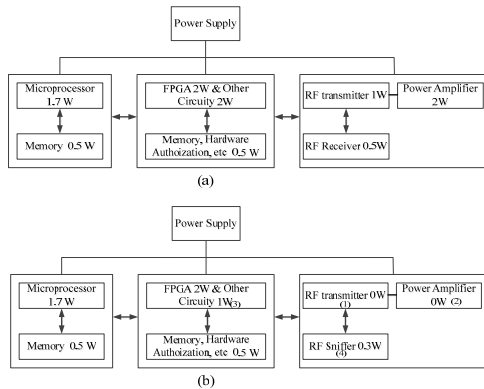 Power Supply
Microprocessor
1.7 W
Memory 0.5 W
FPGA 2W & Other
Circuity 2W
Memory, Hardware
Authoization, etc 0.5 W
RF transmitter 1W
Power Amplifier
2W
RF Receiver 0.5W
(a)
Power Supply
Microprocessor
1.7 W
Memory 0.5 W
FPGA 2W & Other
Circuity 1W(3)
Memory, Hardware
Authoization, etc 0.5 W
RF transmitter 0W
(1)
Power Amplifier
0W (2)
RF Sniffer 0.3W
(4)
(b)